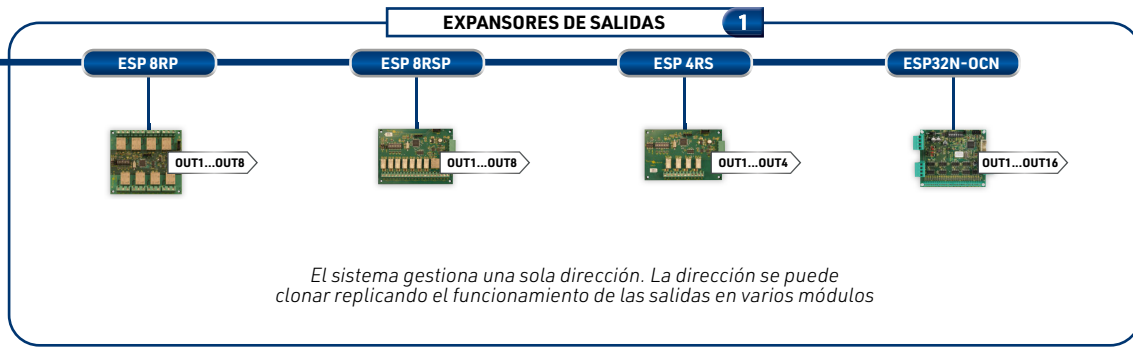 EXPANSORES DE SALIDAS 1
ESP 8RP ESP 8RSP ESP 4RS ESP32N-OCN
OUT1...OUT8 OUT1...OUT8 OUT1...OUT4 OUT1...OUT16
El sistema gestiona una sola dirección. La dirección se puede
clonar replicando el funcionamiento de las salidas en varios módulos